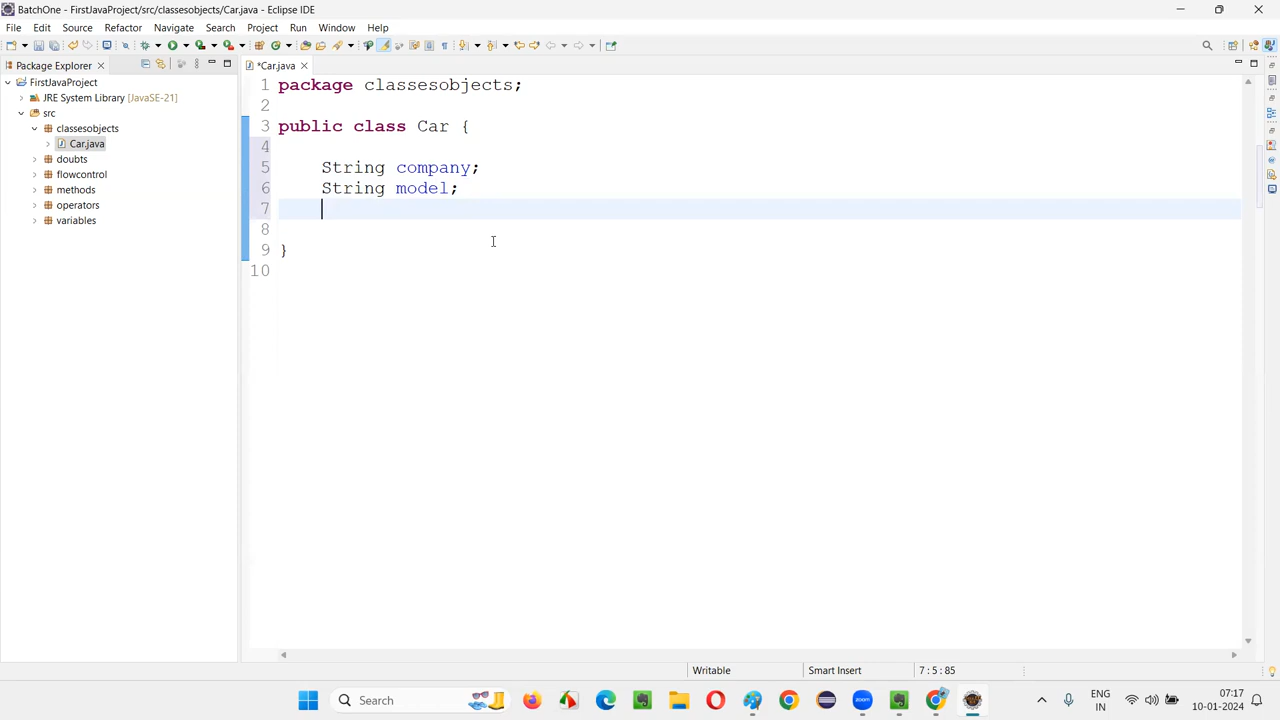 BatchOne - FirstJavaProject/src/classesobjects/Car.java - Eclipse IDE
File Edit Source Refactor Navigate Search Project Run Window Help
Package Explorer
*Car.java
FirstJavaProject
JRE System Library [JavaSE-21]
src
classesobjects
Car.java
doubts
flowcontrol
methods
operators
variables
1 package classesobjects;
2
3 public class Car {
4
5 String company;
6 String model;
7
8
9 }
10
Writable Smart Insert 7 : 5 : 85
Search
zoom
ENG
IN
07:17
10-01-2024